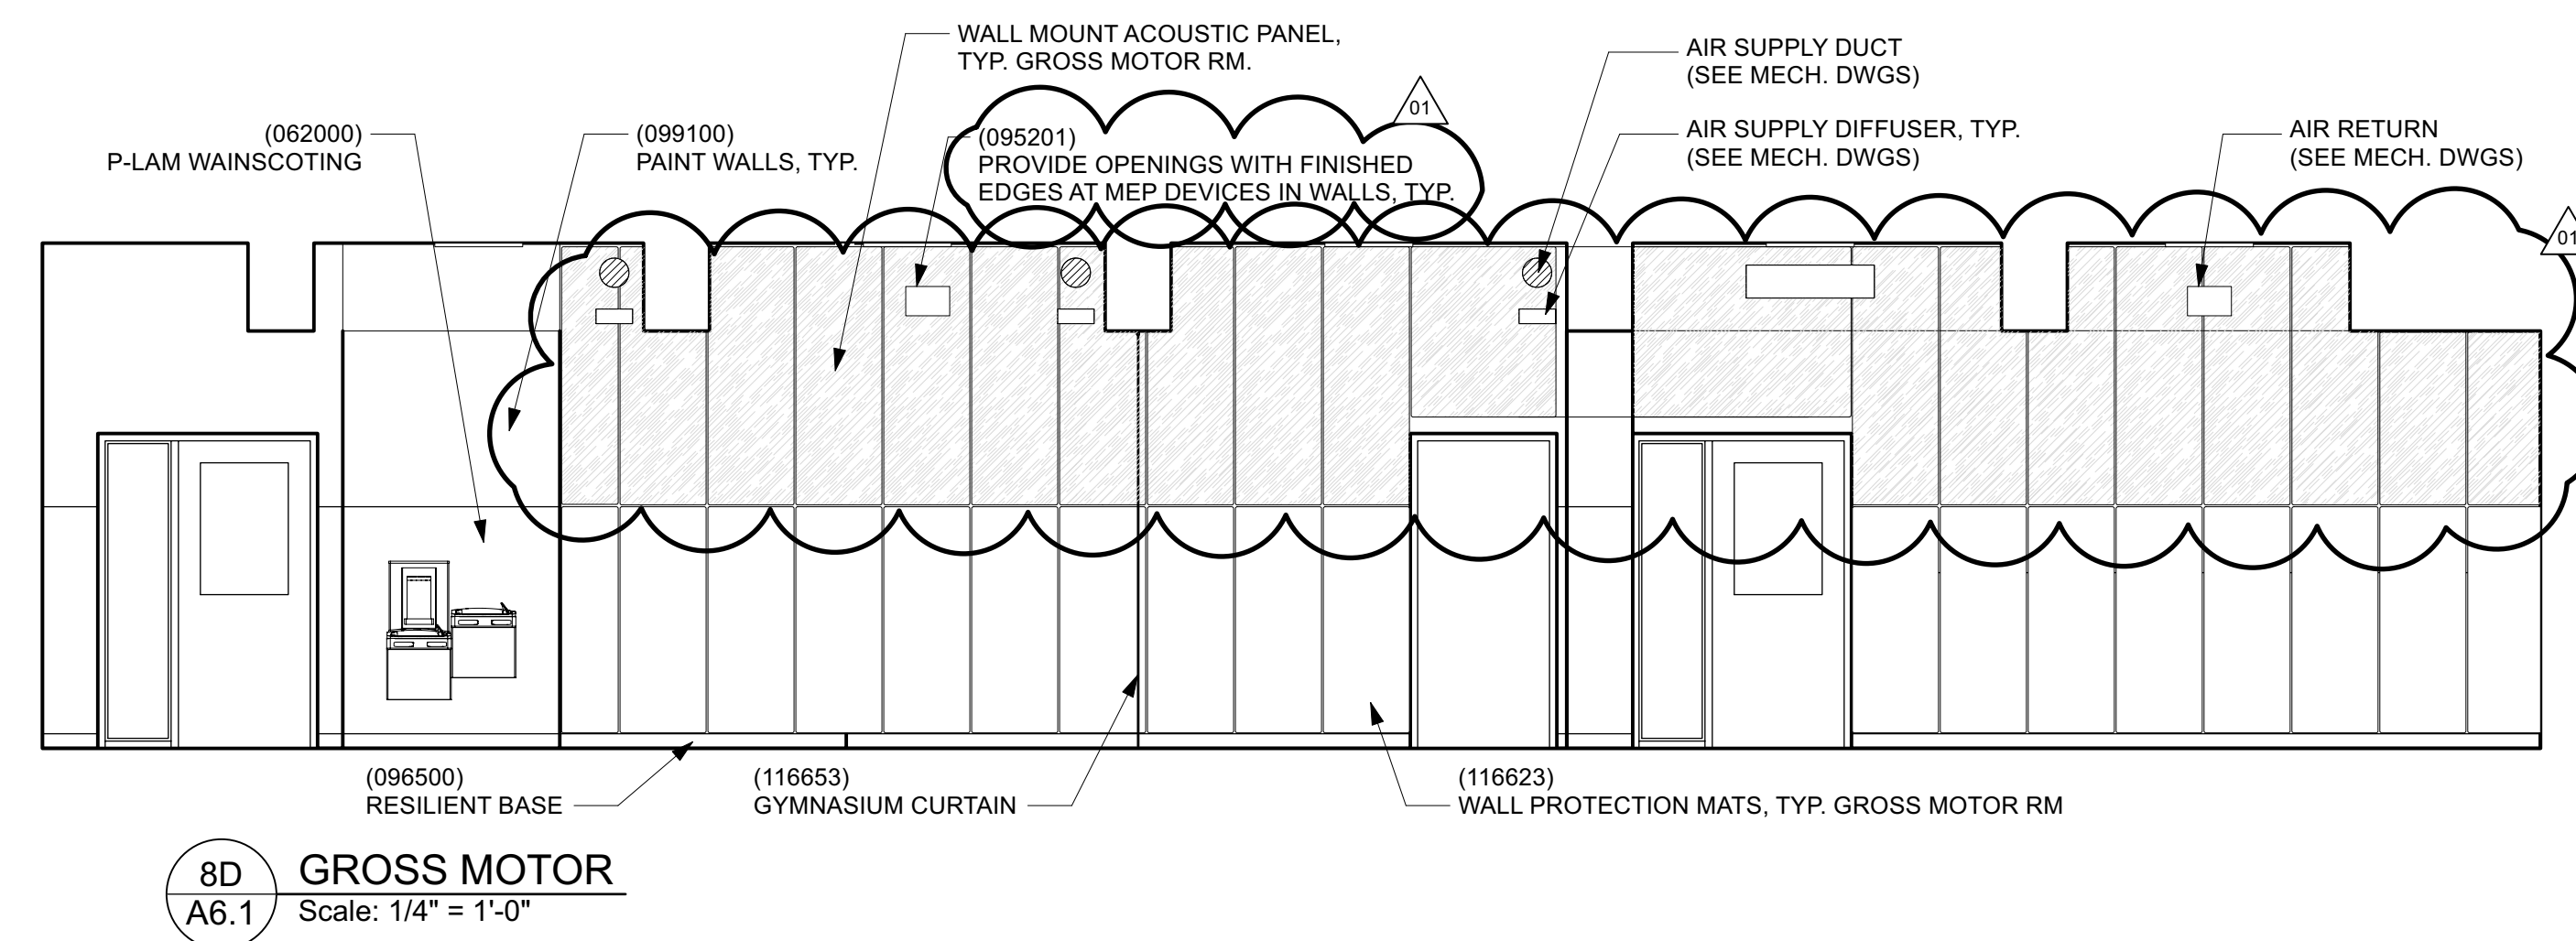 WALL MOUNT ACOUSTIC PANEL,
TYP. GROSS MOTOR RM.
AIR SUPPLY DUCT
(SEE MECH. DWGS)
01
(062000)
P-LAM WAINSCOTING
(099100)
PAINT WALLS, TYP.
(095201)
PROVIDE OPENINGS WITH FINISHED
EDGES AT MEP DEVICES IN WALLS, TYP.
AIR SUPPLY DIFFUSER, TYP.
(SEE MECH. DWGS)
AIR RETURN
(SEE MECH. DWGS)
01
(096500)
RESILIENT BASE
(116653)
GYMNASIUM CURTAIN
(116623)
WALL PROTECTION MATS, TYP. GROSS MOTOR RM
8D
A6.1
GROSS MOTOR
Scale: 1/4" = 1'-0"